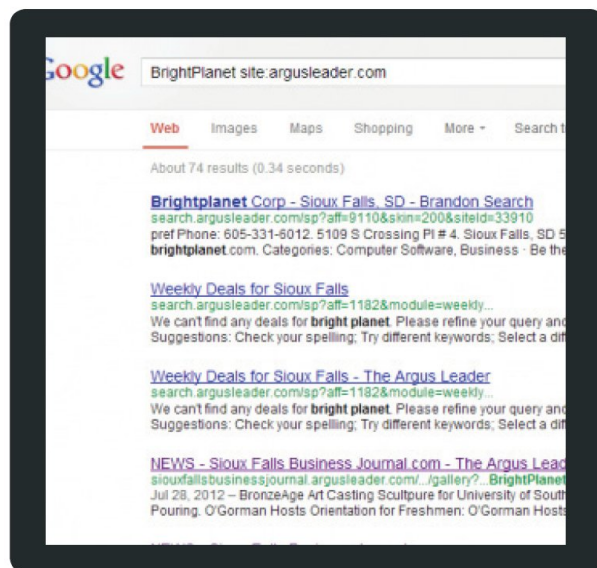 Google
BrightPlanet site:argusleader.com
Web Images Maps Shopping More Search
About 74 results (0.34 seconds)
Brightplanet Corp - Sioux Falls, SD - Brandon Search
search.argusleader.com/sp?aff=9110&skin=200&siteId=33910
pref Phone: 605-331-6012. 5109 S Crossing Pl # 4. Sioux Falls, SD 5
brightplanet.com. Categories: Computer Software, Business · Be the
Weekly Deals for Sioux Falls
search.argusleader.com/sp?aff=1182&module=weekly...
We can't find any deals for bright planet. Please refine your query and
Suggestions: Check your spelling; Try different keywords; Select a dif
Weekly Deals for Sioux Falls - The Argus Leader
search.argusleader.com/sp?aff=1182&module=weekly...
We can't find any deals for bright planet. Please refine your query and
Suggestions: Check your spelling; Try different keywords; Select a dif
NEWS - Sioux Falls Business Journal.com - The Argus Lead
siouxfallsbusinessjournal.argusleader.com/.../gallery?...BrightPlanet
Jul 28, 2012 – BronzeAge Art Casting Scultpure for University of South
Pouring. O'Gorman Hosts Orientation for Freshmen: O'Gorman Hosts